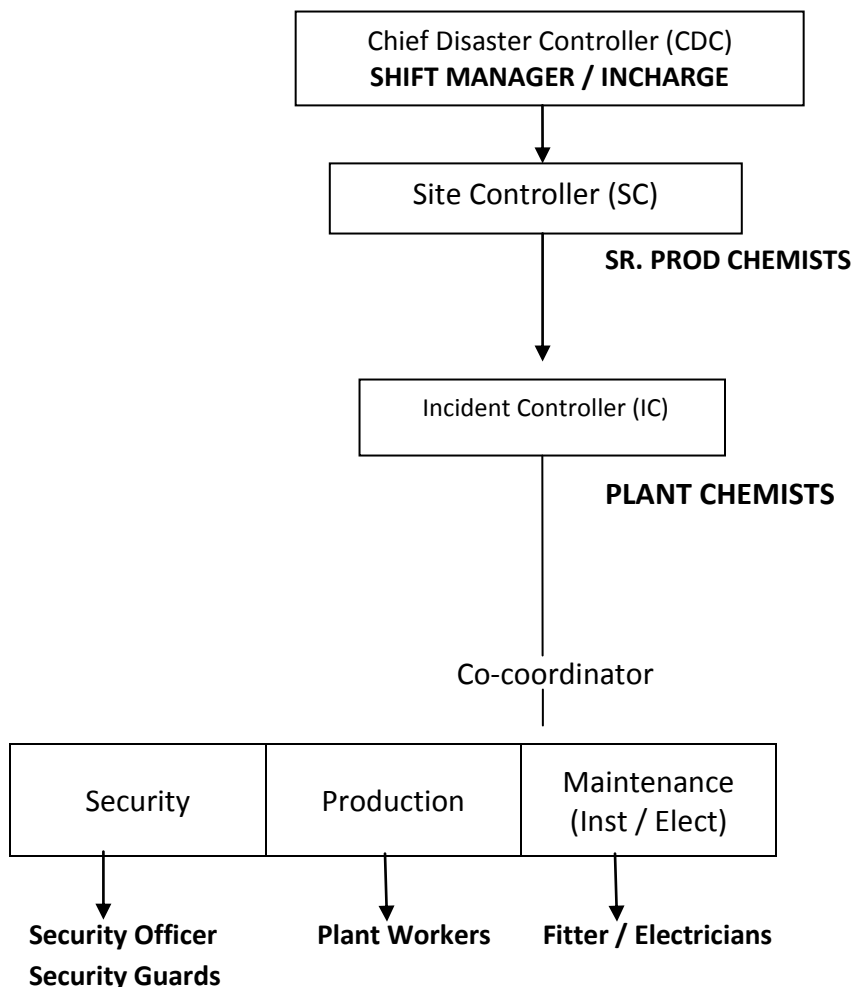 Chief Disaster Controller (CDC)
SHIFT MANAGER / INCHARGE
Site Controller (SC)
SR. PROD CHEMISTS
Incident Controller (IC)
PLANT CHEMISTS
Co-coordinator
Security
Production
Maintenance
(Inst / Elect)
Security Officer
Security Guards
Plant Workers
Fitter / Electricians